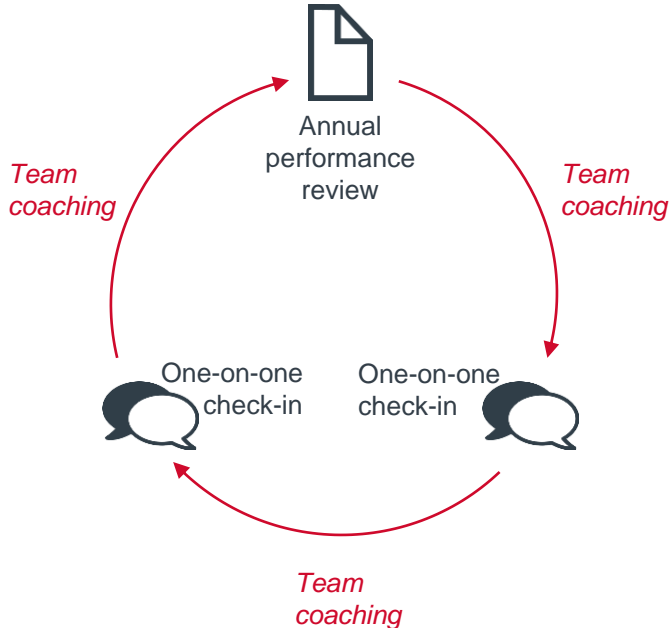 Annual
performance
review
Team
coaching
Team
coaching
One-on-one
check-in
One-on-one
check-in
Team
coaching